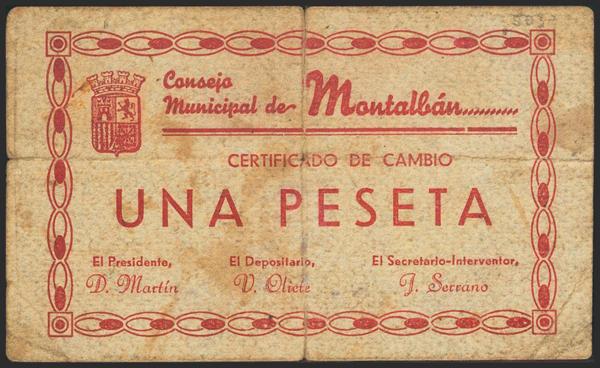 Consejo
Municipal de Montalbán..........
CERTIFICADO DE CAMBIO
UNA PESETA
El Presidente, El Depositario, El Secretario-Interventor,
D. Martín V. Oliete J. Serrano